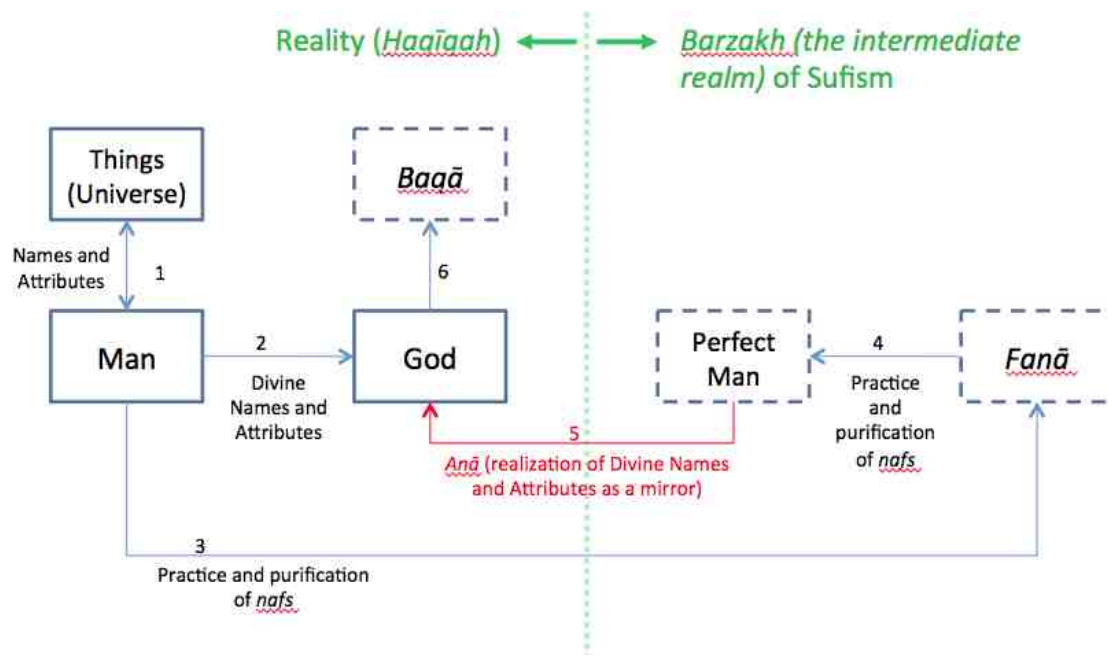 Reality (Haqīqah)
Barzakh (the intermediate
realm) of Sufism
Things
(Universe)
Baqā
Names and
Attributes
1
6
Man
2
Divine
Names and
Attributes
God
Perfect
Man
4
Practice
and
purification
of nafs
Fanā
5
Anā (realization of Divine Names
and Attributes as a mirror)
3
Practice and purification
of nafs